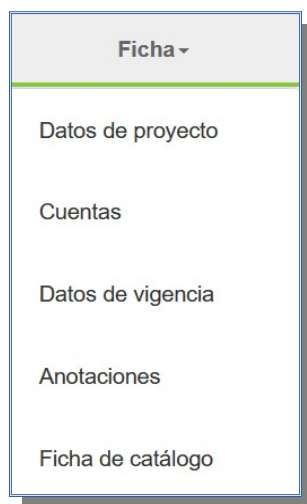 Ficha
Datos de proyecto
Cuentas
Datos de vigencia
Anotaciones
Ficha de catálogo